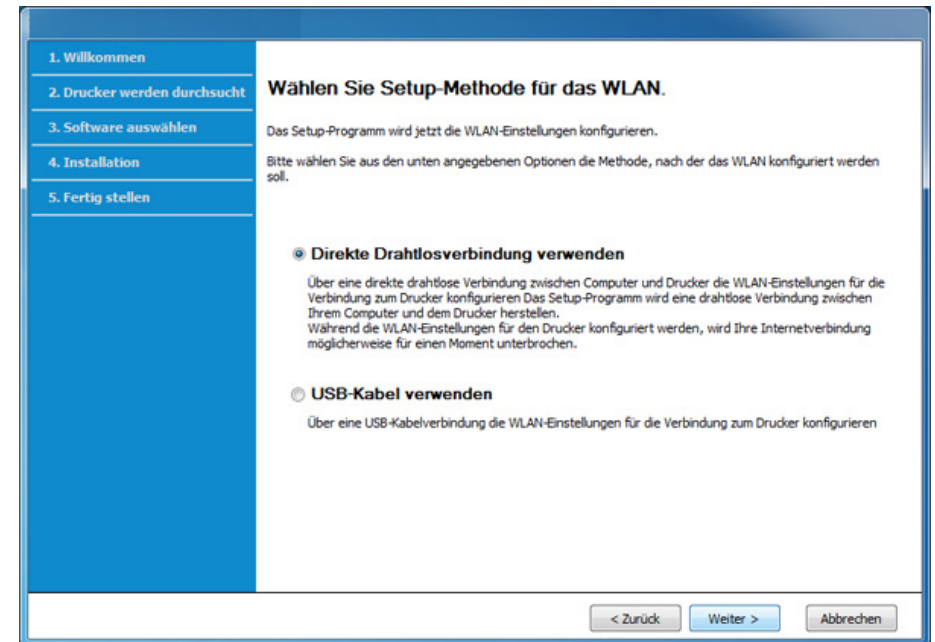 1. Willkommen
2. Drucker werden durchsucht
3. Software auswählen
4. Installation
5. Fertig stellen
Wählen Sie Setup-Methode für das WLAN.
Das Setup-Programm wird jetzt die WLAN-Einstellungen konfigurieren.
Bitte wählen Sie aus den unten angegebenen Optionen die Methode, nach der das WLAN konfiguriert werden
soll.
Direkte Drahtlosverbindung verwenden
Über eine direkte drahtlose Verbindung zwischen Computer und Drucker die WLAN-Einstellungen für die
Verbindung zum Drucker konfigurieren Das Setup-Programm wird eine drahtlose Verbindung zwischen
Ihrem Computer und dem Drucker herstellen.
Während die WLAN-Einstellungen für den Drucker konfiguriert werden, wird Ihre Internetverbindung
möglicherweise für einen Moment unterbrochen.
USB-Kabel verwenden
Über eine USB-Kabelverbindung die WLAN-Einstellungen für die Verbindung zum Drucker konfigurieren
< Zurück
Weiter >
Abbrechen